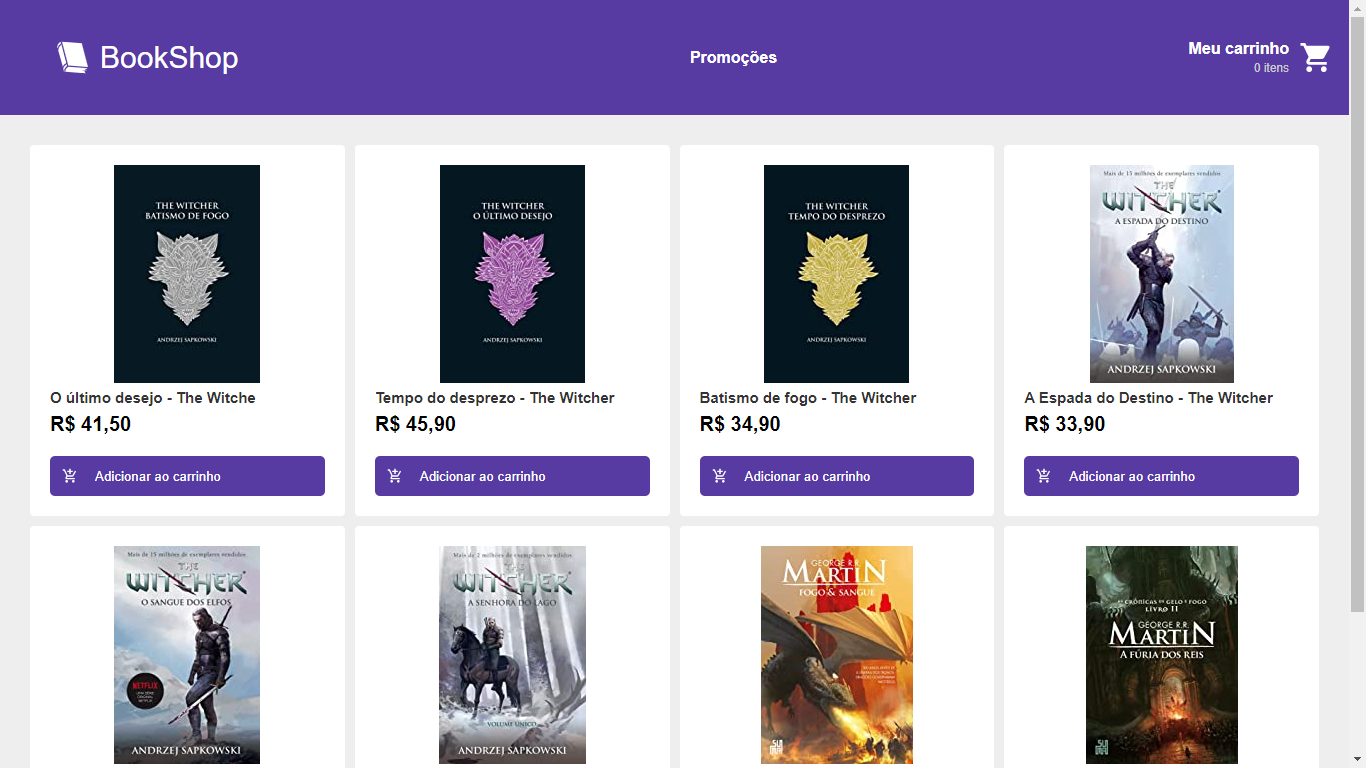 BookShop
Promoções
Meu carrinho
0 itens
THE WITCHER
BATISMO DE FOGO
ANDRZEJ SAPKOWSKI
O último desejo - The Witche
R$ 41,50
Adicionar ao carrinho
THE WITCHER
O ÚLTIMO DESEJO
ANDRZEJ SAPKOWSKI
Tempo do desprezo - The Witcher
R$ 45,90
Adicionar ao carrinho
THE WITCHER
TEMPO DO DESPREZO
ANDRZEJ SAPKOWSKI
Batismo de fogo - The Witcher
R$ 34,90
Adicionar ao carrinho
Mais de 15 milhões de exemplares vendidos
THE
WITCHER
A ESPADA DO DESTINO
ANDRZEJ SAPKOWSKI
A Espada do Destino - The Witcher
R$ 33,90
Adicionar ao carrinho
Mais de 15 milhões de exemplares vendidos
THE
WITCHER
O SANGUE DOS ELFOS
NETFLIX
ANDRZEJ SAPKOWSKI
Mais de 2 milhões de exemplares vendidos
THE
WITCHER
A SENHORA DO LAGO
VOLUME ÚNICO
ANDRZEJ SAPKOWSKI
GEORGE R.R.
MARTIN
FOGO & SANGUE
AS CRÔNICAS DE GELO E FOGO
LIVRO II
GEORGE R.R.
MARTIN
A FÚRIA DOS REIS